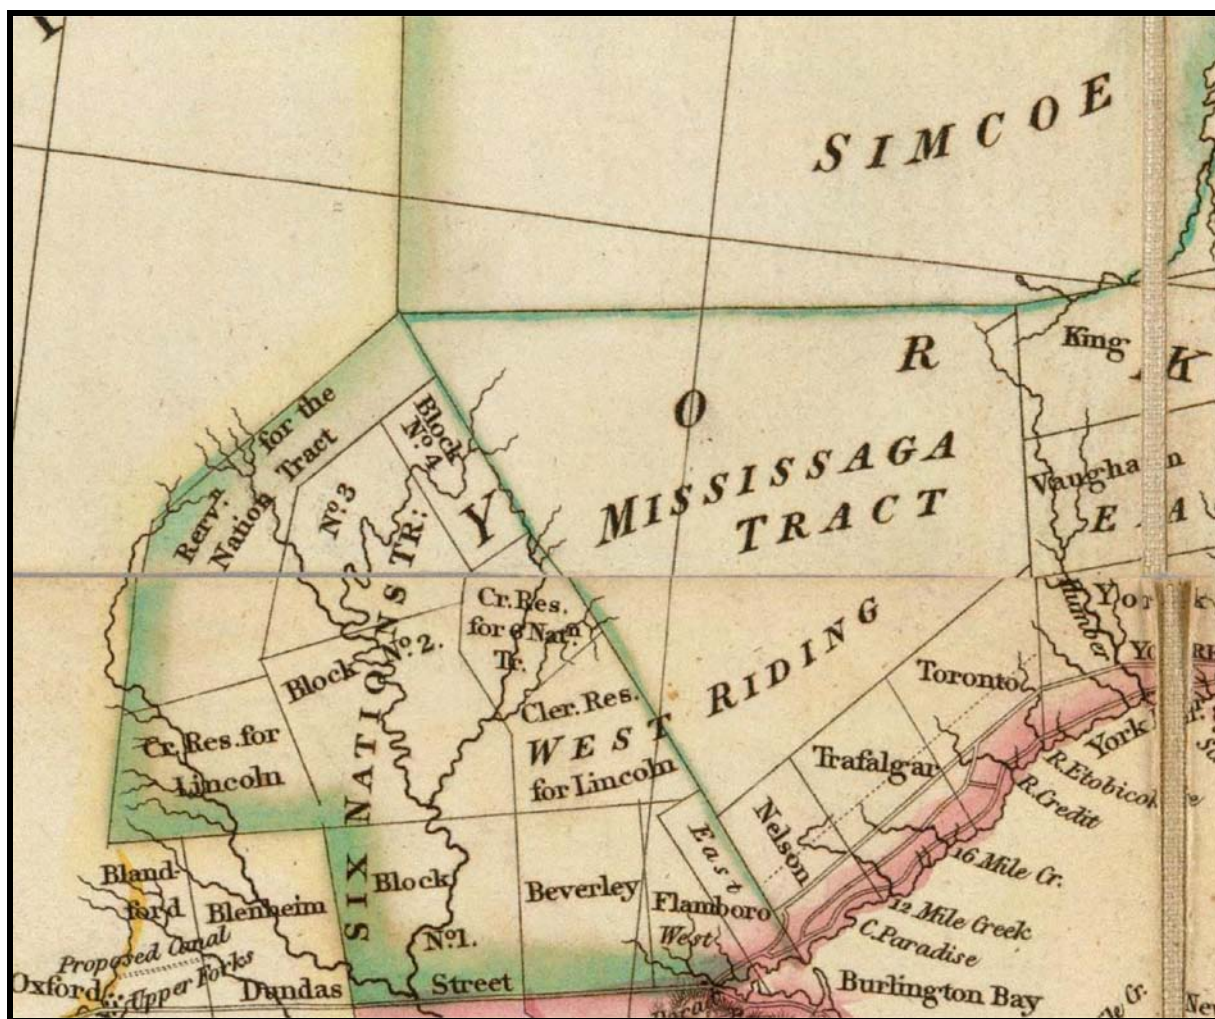 SIMCOE
King
R
K
O
for the
Block
No. 4
Rerv.n
Nation Tract
No. 3
MISSISSAGA
TRACT
Y
Vaughan
E A
SIX NATIONS TR:
Cr. Res.
for 6 Nat.n
Tr.
York
Humber
YORK
No. 2.
Block
RIDING
Toronto
Cler. Res.
WEST
for Lincoln
Cr. Res. for
Lincoln
Trafalgar
York
R. Etobicoke
R. Credit
Nelson
East
16 Mile Cr.
Bland-
ford
Blenheim
Block
No. 1.
Beverley
Flamboro
West
12 Mile Creek
C. Paradise
Proposed Canal
Upper Forks
Oxford
Dundas
Street
Burlington Bay
Cr.